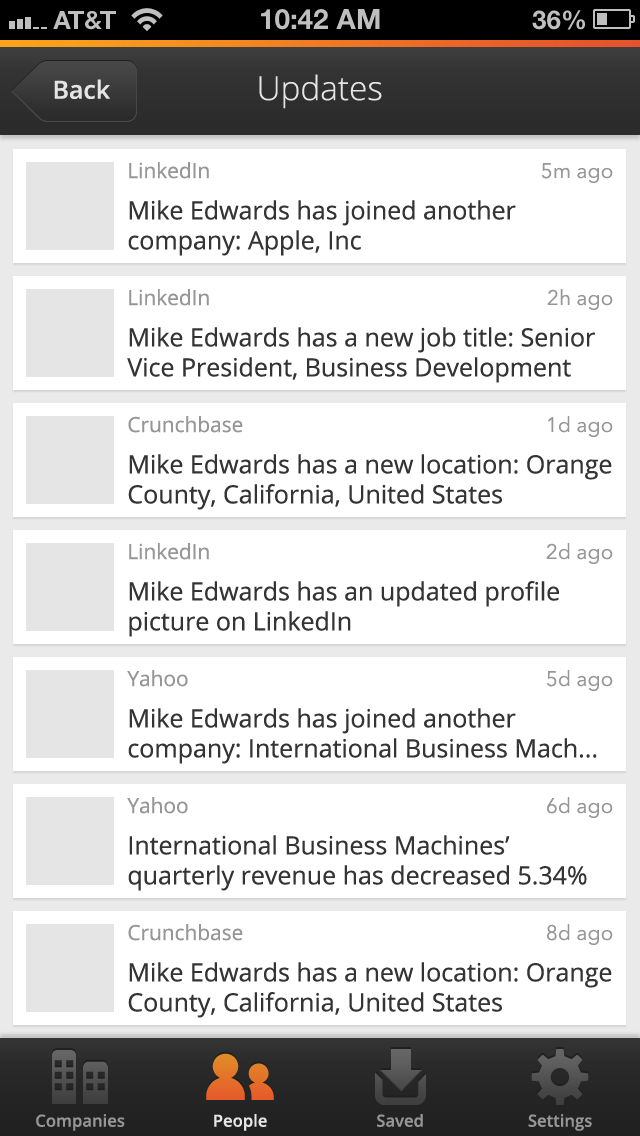 AT&T 10:42 AM 36%
Back Updates
LinkedIn 5m ago
Mike Edwards has joined another
company: Apple, Inc
LinkedIn 2h ago
Mike Edwards has a new job title: Senior
Vice President, Business Development
Crunchbase 1d ago
Mike Edwards has a new location: Orange
County, California, United States
LinkedIn 2d ago
Mike Edwards has an updated profile
picture on LinkedIn
Yahoo 5d ago
Mike Edwards has joined another
company: International Business Mach...
Yahoo 6d ago
International Business Machines’
quarterly revenue has decreased 5.34%
Crunchbase 8d ago
Mike Edwards has a new location: Orange
County, California, United States
Companies People Saved Settings